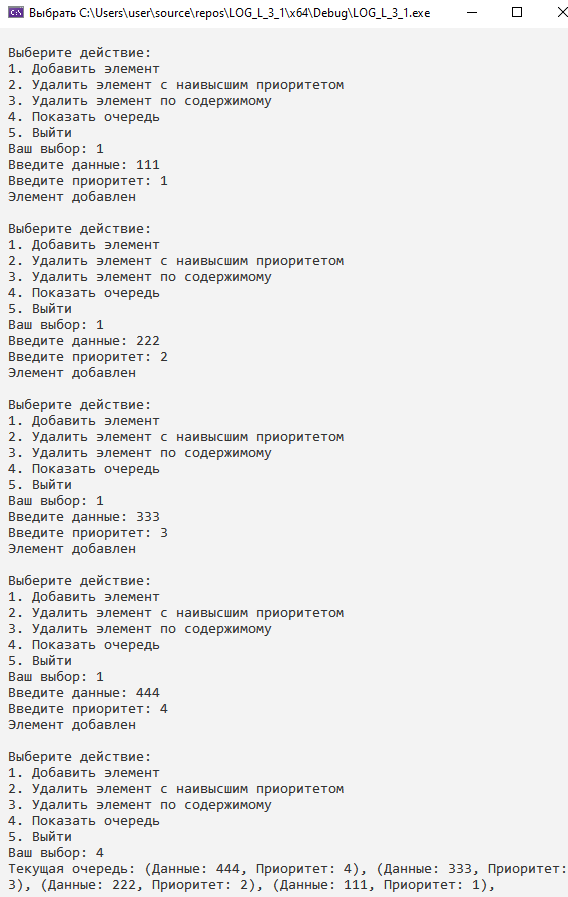 Выбрать C:\Users\user\source\repos\LOG_L_3_1\x64\Debug\LOG_L_3_1.exe
Выберите действие:
1. Добавить элемент
2. Удалить элемент с наивысшим приоритетом
3. Удалить элемент по содержимому
4. Показать очередь
5. Выйти
Ваш выбор: 1
Введите данные: 111
Введите приоритет: 1
Элемент добавлен
Выберите действие:
1. Добавить элемент
2. Удалить элемент с наивысшим приоритетом
3. Удалить элемент по содержимому
4. Показать очередь
5. Выйти
Ваш выбор: 1
Введите данные: 222
Введите приоритет: 2
Элемент добавлен
Выберите действие:
1. Добавить элемент
2. Удалить элемент с наивысшим приоритетом
3. Удалить элемент по содержимому
4. Показать очередь
5. Выйти
Ваш выбор: 1
Введите данные: 333
Введите приоритет: 3
Элемент добавлен
Выберите действие:
1. Добавить элемент
2. Удалить элемент с наивысшим приоритетом
3. Удалить элемент по содержимому
4. Показать очередь
5. Выйти
Ваш выбор: 1
Введите данные: 444
Введите приоритет: 4
Элемент добавлен
Выберите действие:
1. Добавить элемент
2. Удалить элемент с наивысшим приоритетом
3. Удалить элемент по содержимому
4. Показать очередь
5. Выйти
Ваш выбор: 4
Текущая очередь: (Данные: 444, Приоритет: 4), (Данные: 333, Приоритет:
3), (Данные: 222, Приоритет: 2), (Данные: 111, Приоритет: 1),